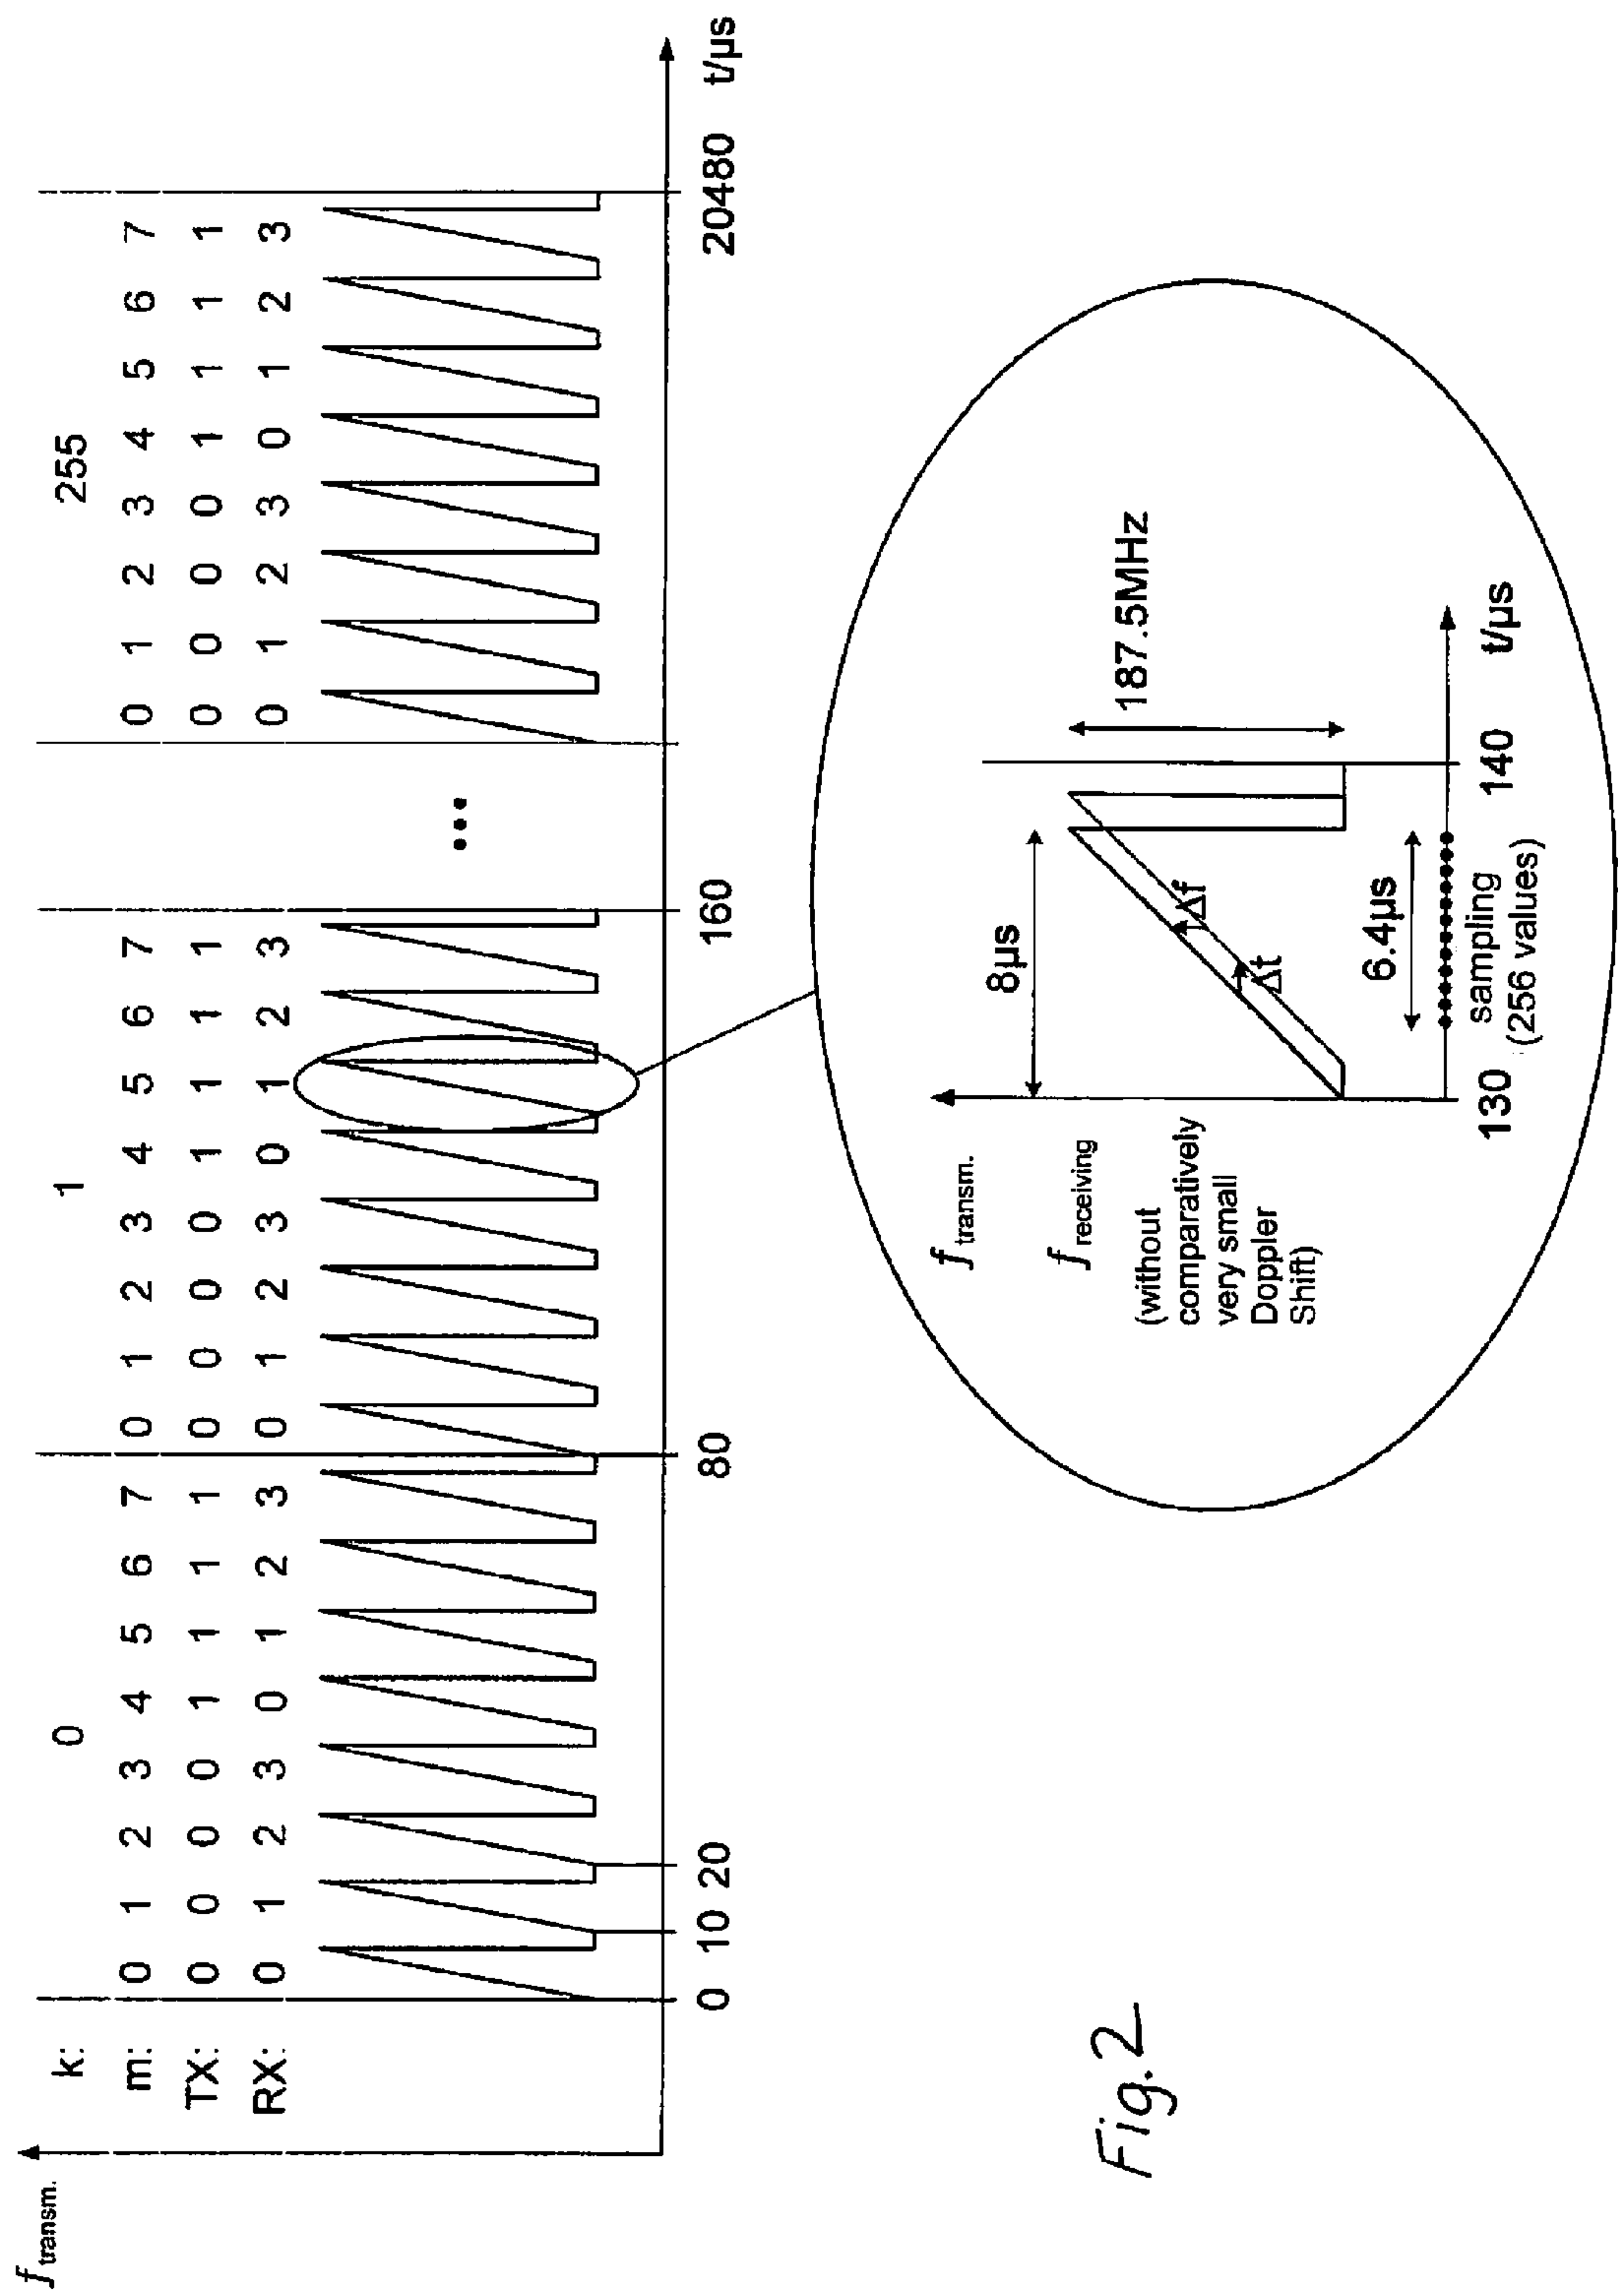 f transm.
k: 0 1 255
m: 0 1 2 3 4 5 6 7 0 1 2 3 4 5 6 7 0 1 2 3 4 5 6 7
TX: 0 0 0 0 1 1 1 1 0 0 0 0 1 1 1 1 0 0 0 0 1 1 1 1
RX: 0 1 2 3 0 1 2 3 0 1 2 3 0 1 2 3 0 1 2 3 0 1 2 3
•••
0 10 20 80 160 20480 t/µs
f transm.
f receiving
(without
comparatively
very small
Doppler
Shift)
8µs
Δf
Δt
187.5MHz
6.4µs
130 140 t/µs
sampling
(256 values)
Fig.2